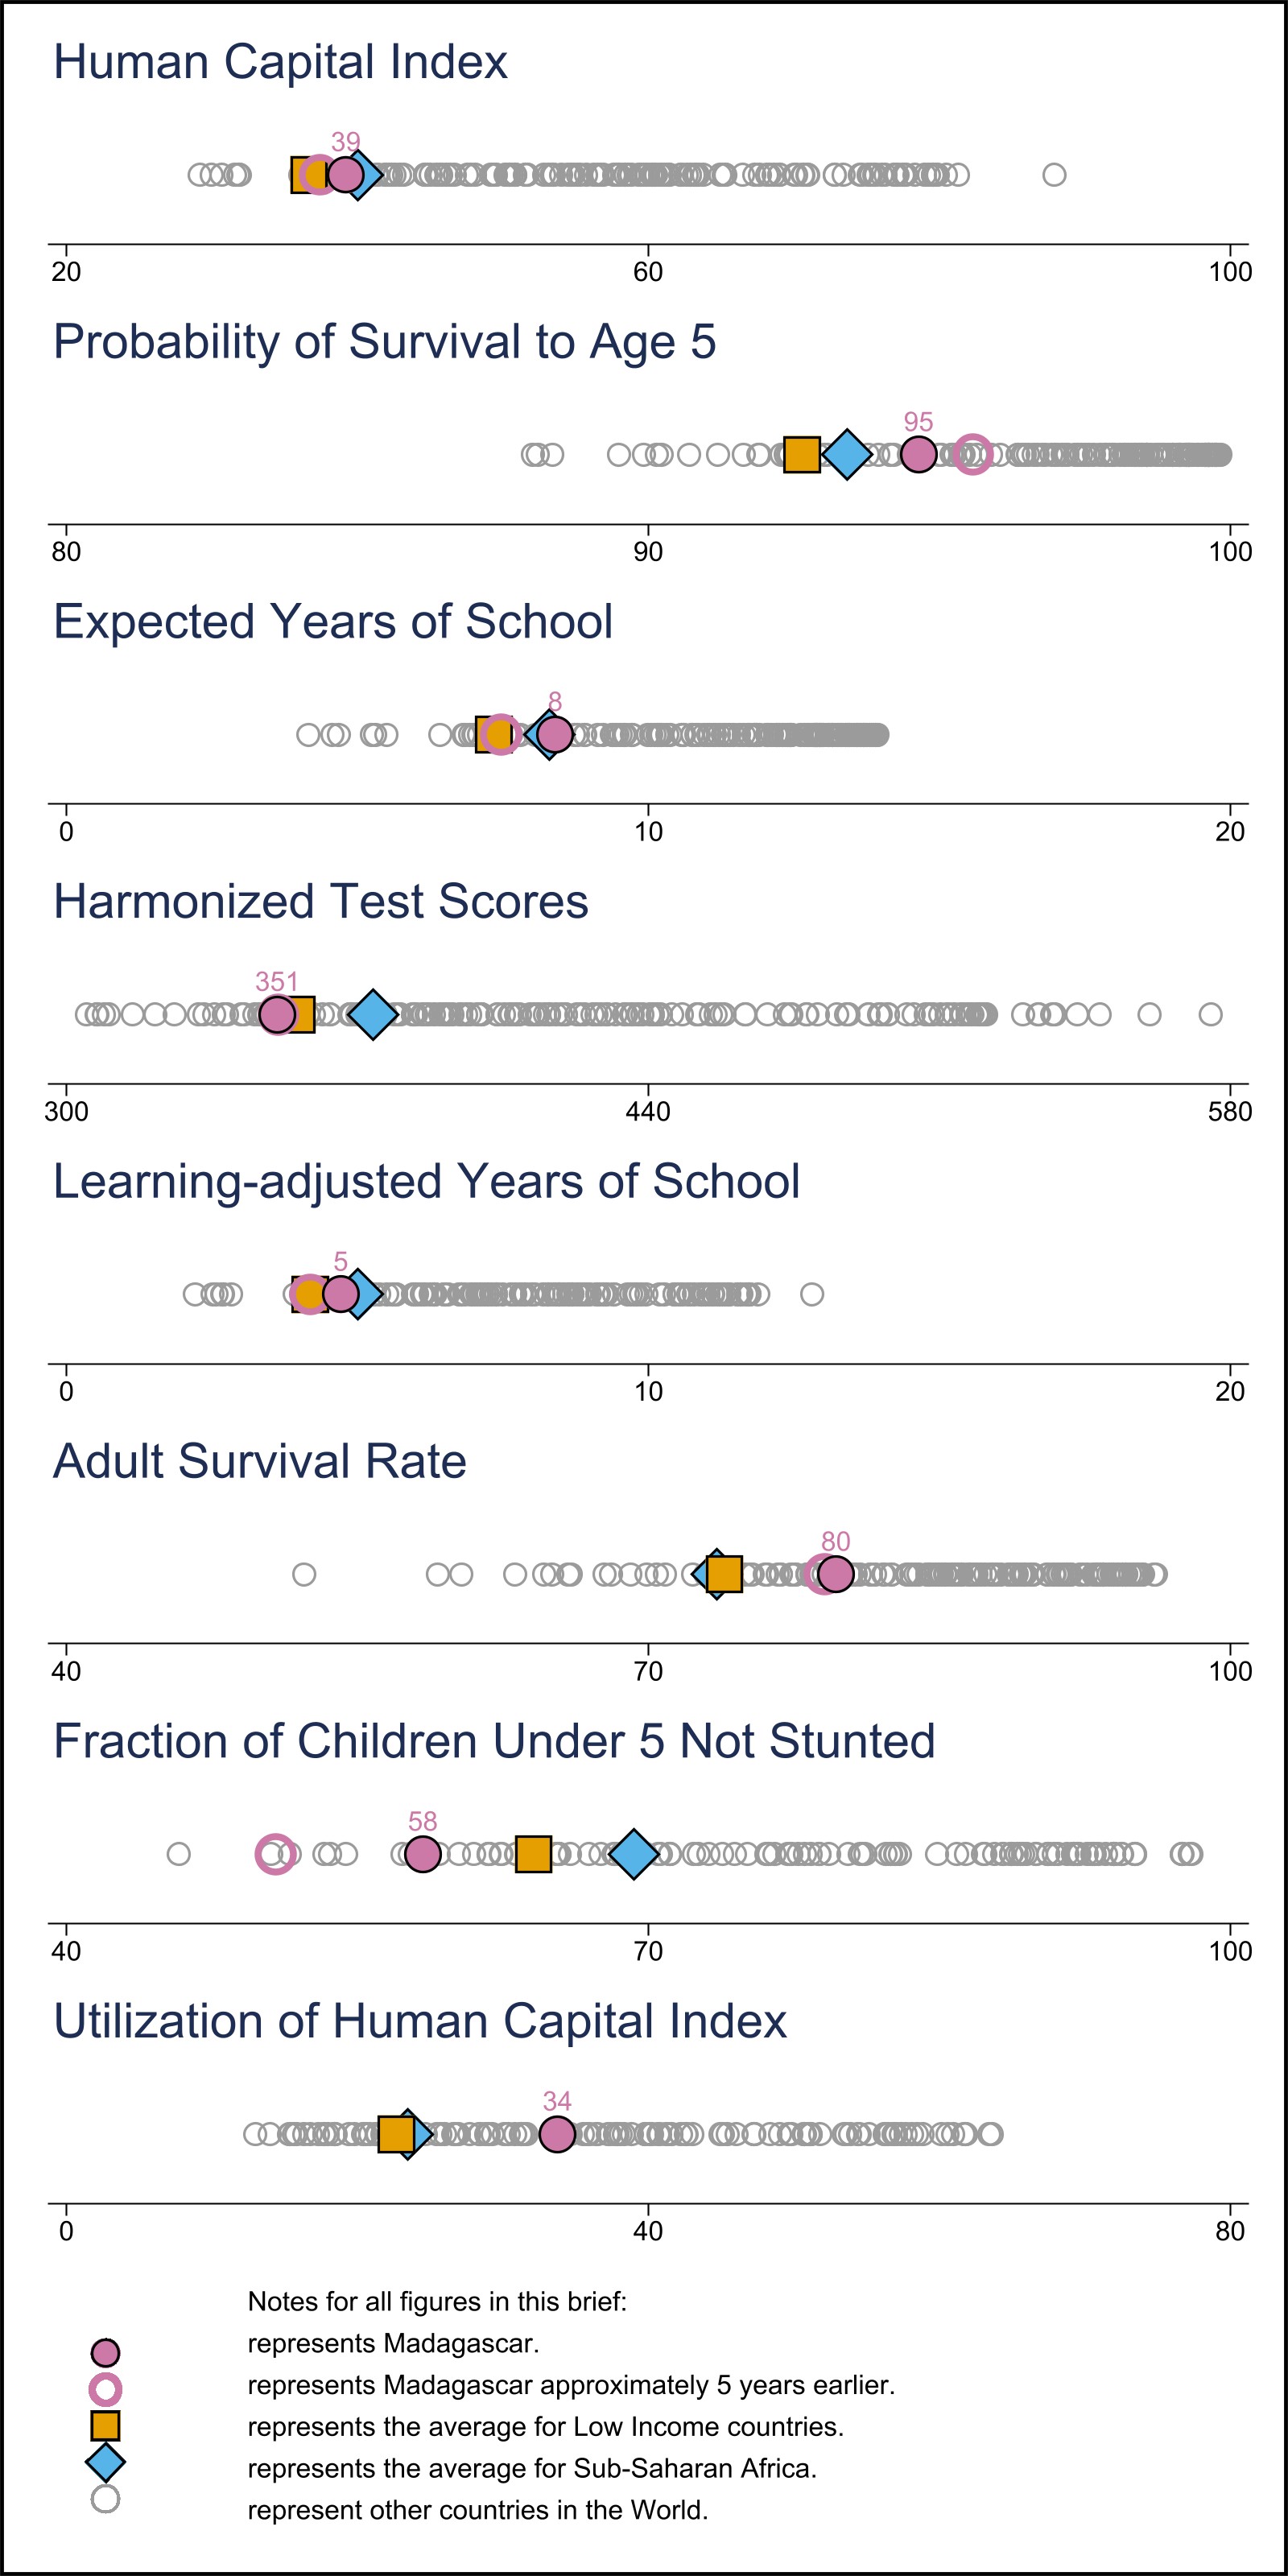 Human Capital Index
39
20 60 100
Probability of Survival to Age 5
95
80 90 100
Expected Years of School
8
0 10 20
Harmonized Test Scores
351
300 440 580
Learning-adjusted Years of School
5
0 10 20
Adult Survival Rate
80
40 70 100
Fraction of Children Under 5 Not Stunted
58
40 70 100
Utilization of Human Capital Index
34
0 40 80
Notes for all figures in this brief:
represents Madagascar.
represents Madagascar approximately 5 years earlier.
represents the average for Low Income countries.
represents the average for Sub-Saharan Africa.
represent other countries in the World.